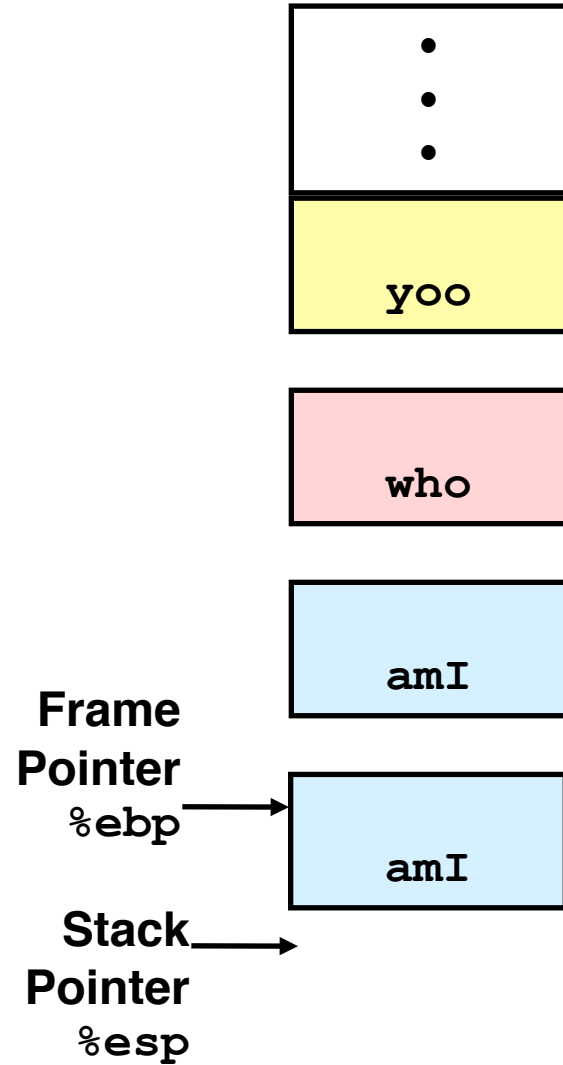 •
•
•
yoo
who
amI
Frame
Pointer
%ebp
amI
Stack
Pointer
%esp